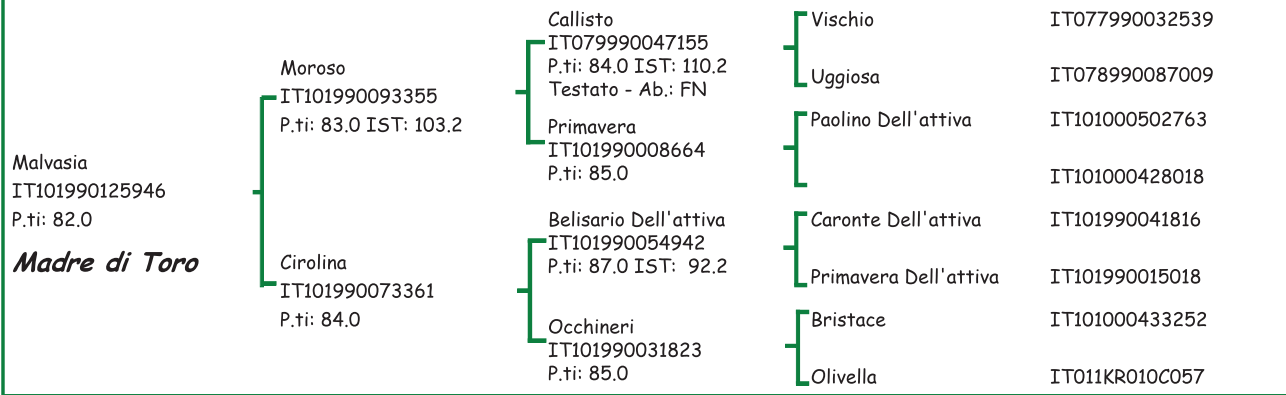 Malvasia
IT101990125946
P.ti: 82.0
Madre di Toro
Moroso
IT101990093355
P.ti: 83.0 IST: 103.2
Cirolina
IT101990073361
P.ti: 84.0
Callisto
IT079990047155
P.ti: 84.0 IST: 110.2
Testato - Ab.: FN
Primavera
IT101990008664
P.ti: 85.0
Belisario Dell'attiva
IT101990054942
P.ti: 87.0 IST:  92.2
Occhineri
IT101990031823
P.ti: 85.0
Vischio IT077990032539
Uggiosa IT078990087009
Paolino Dell'attiva IT101000502763
IT101000428018
Caronte Dell'attiva IT101990041816
Primavera Dell'attiva IT101990015018
Bristace IT101000433252
Olivella IT011KR010C057